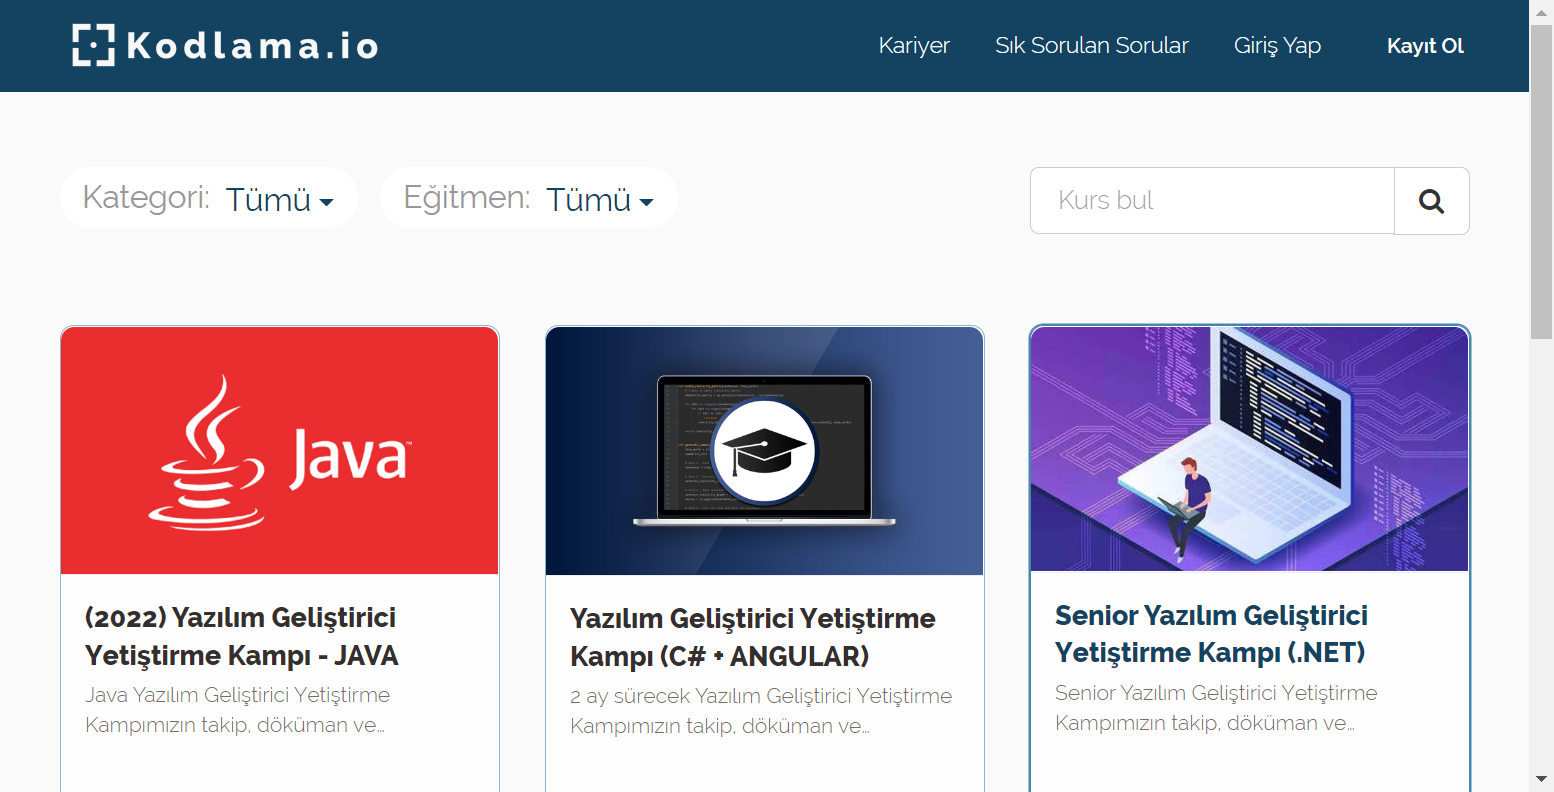 Kodlama.io
Kariyer
Sık Sorulan Sorular
Giriş Yap
Kayıt Ol
Kategori: Tümü
Eğitmen: Tümü
Kurs bul
Java™
(2022) Yazılım Geliştirici
Yetiştirme Kampı - JAVA
Java Yazılım Geliştirici Yetiştirme
Kampımızın takip, döküman ve…
Yazılım Geliştirici Yetiştirme
Kampı (C# + ANGULAR)
2 ay sürecek Yazılım Geliştirici Yetiştirme
Kampımızın takip, döküman ve…
Senior Yazılım Geliştirici
Yetiştirme Kampı (.NET)
Senior Yazılım Geliştirici Yetiştirme
Kampımızın takip, döküman ve…